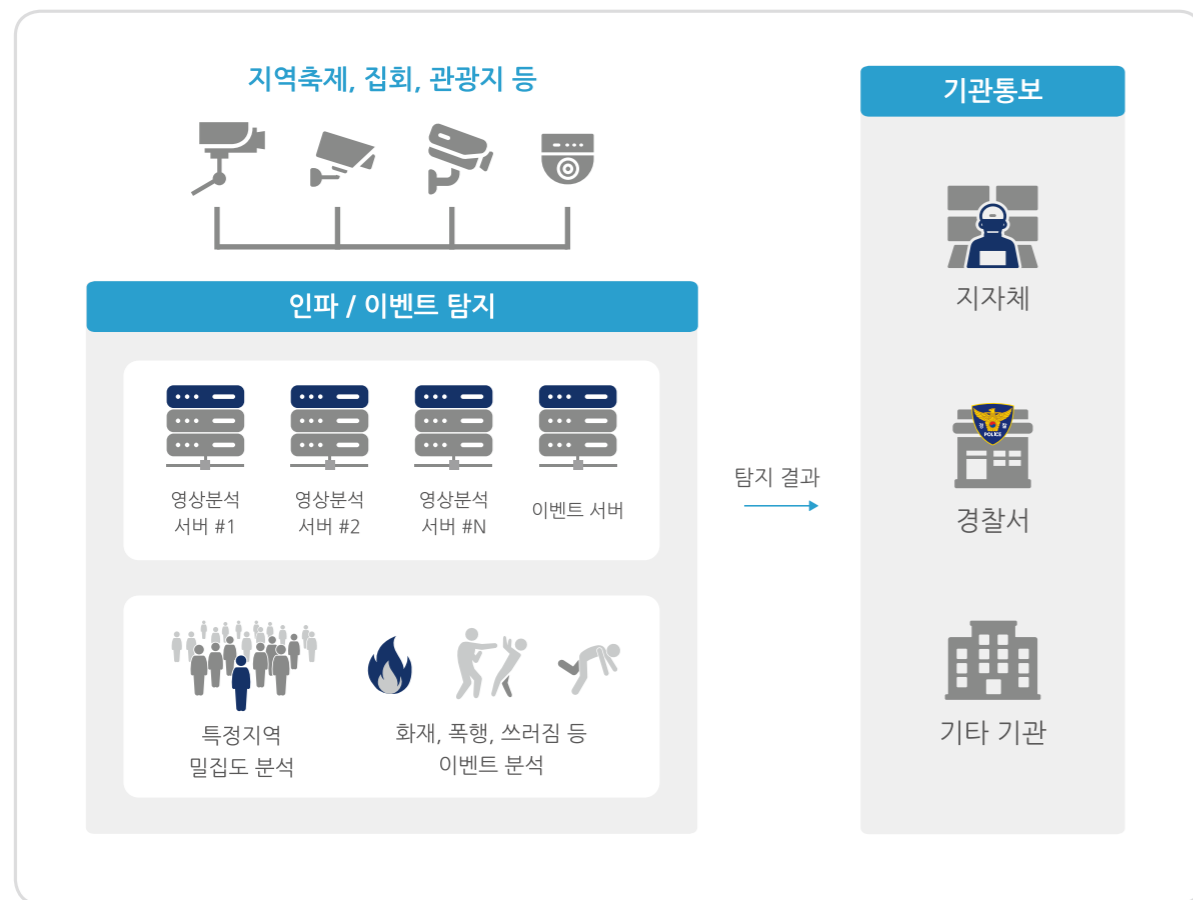 지역축제, 집회, 관광지 등
인파 / 이벤트 탐지
영상분석
서버 #1
영상분석
서버 #2
영상분석
서버 #N
이벤트 서버
특정지역
밀집도 분석
화재, 폭행, 쓰러짐 등
이벤트 분석
탐지 결과
기관통보
지자체
경찰
POLICE
경찰서
기타 기관